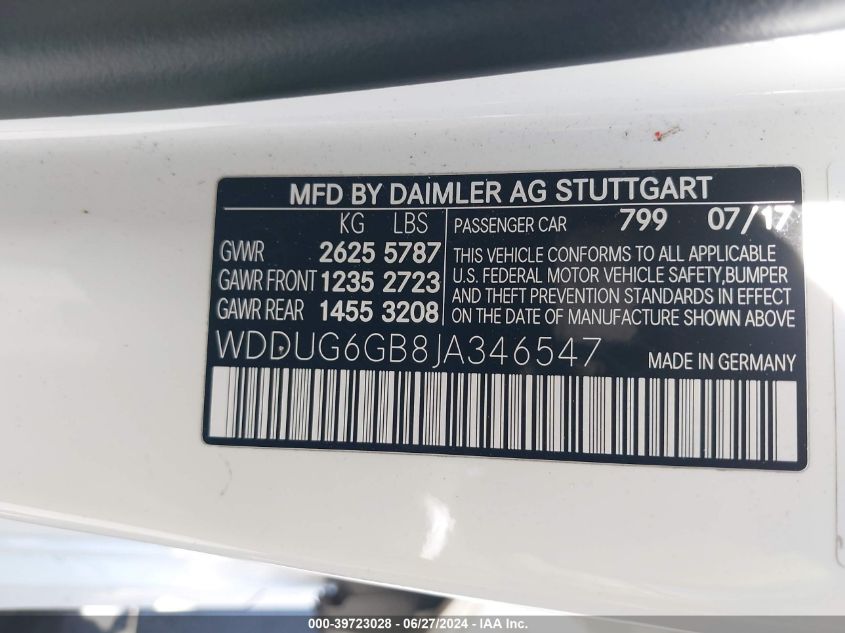 MFD BY DAIMLER AG STUTTGART
KG LBS
GVWR 2625 5787
GAWR FRONT 1235 2723
GAWR REAR 1455 3208
PASSENGER CAR 799 07/17
THIS VEHICLE CONFORMS TO ALL APPLICABLE
U.S. FEDERAL MOTOR VEHICLE SAFETY,BUMPER
AND THEFT PREVENTION STANDARDS IN EFFECT
ON THE DATE OF MANUFACTURE SHOWN ABOVE
WDDUG6GB8JA346547 MADE IN GERMANY
000-39723028 - 06/27/2024 - IAAI.COM